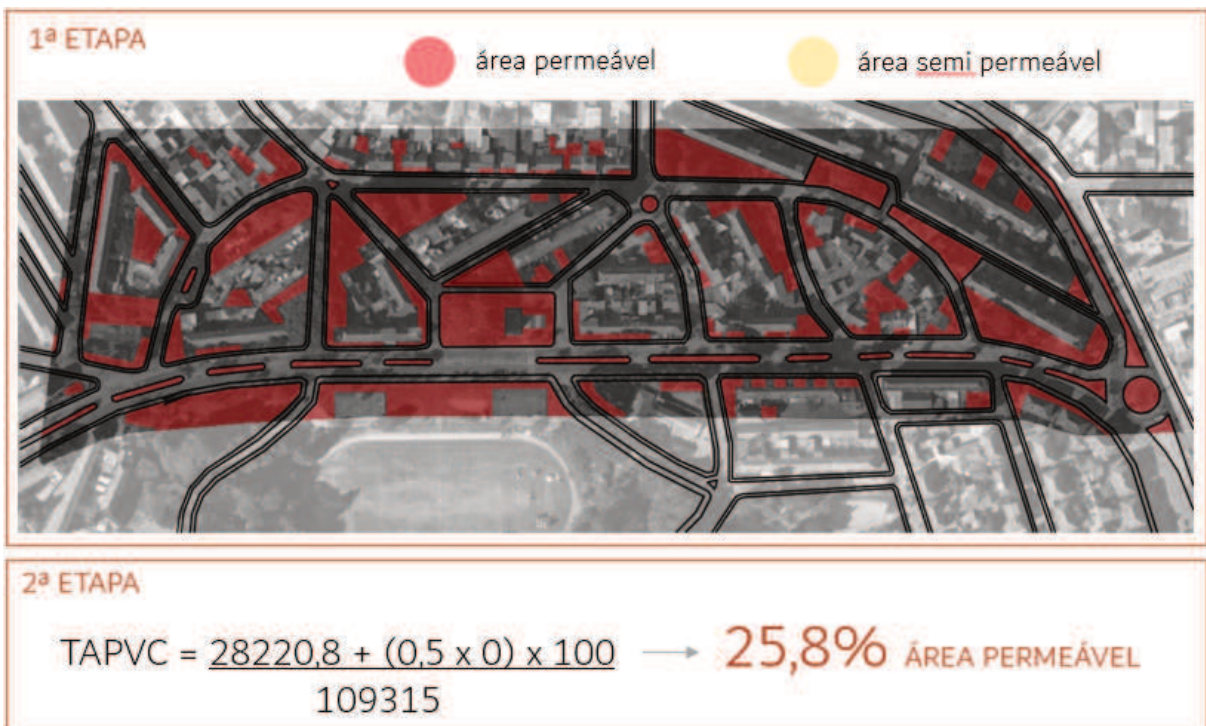 1ª ETAPA
área permeável
área semi permeável
2ª ETAPA
TAPVC = 28220,8 + (0,5 x 0) x 100
109315
25,8% ÁREA PERMEÁVEL